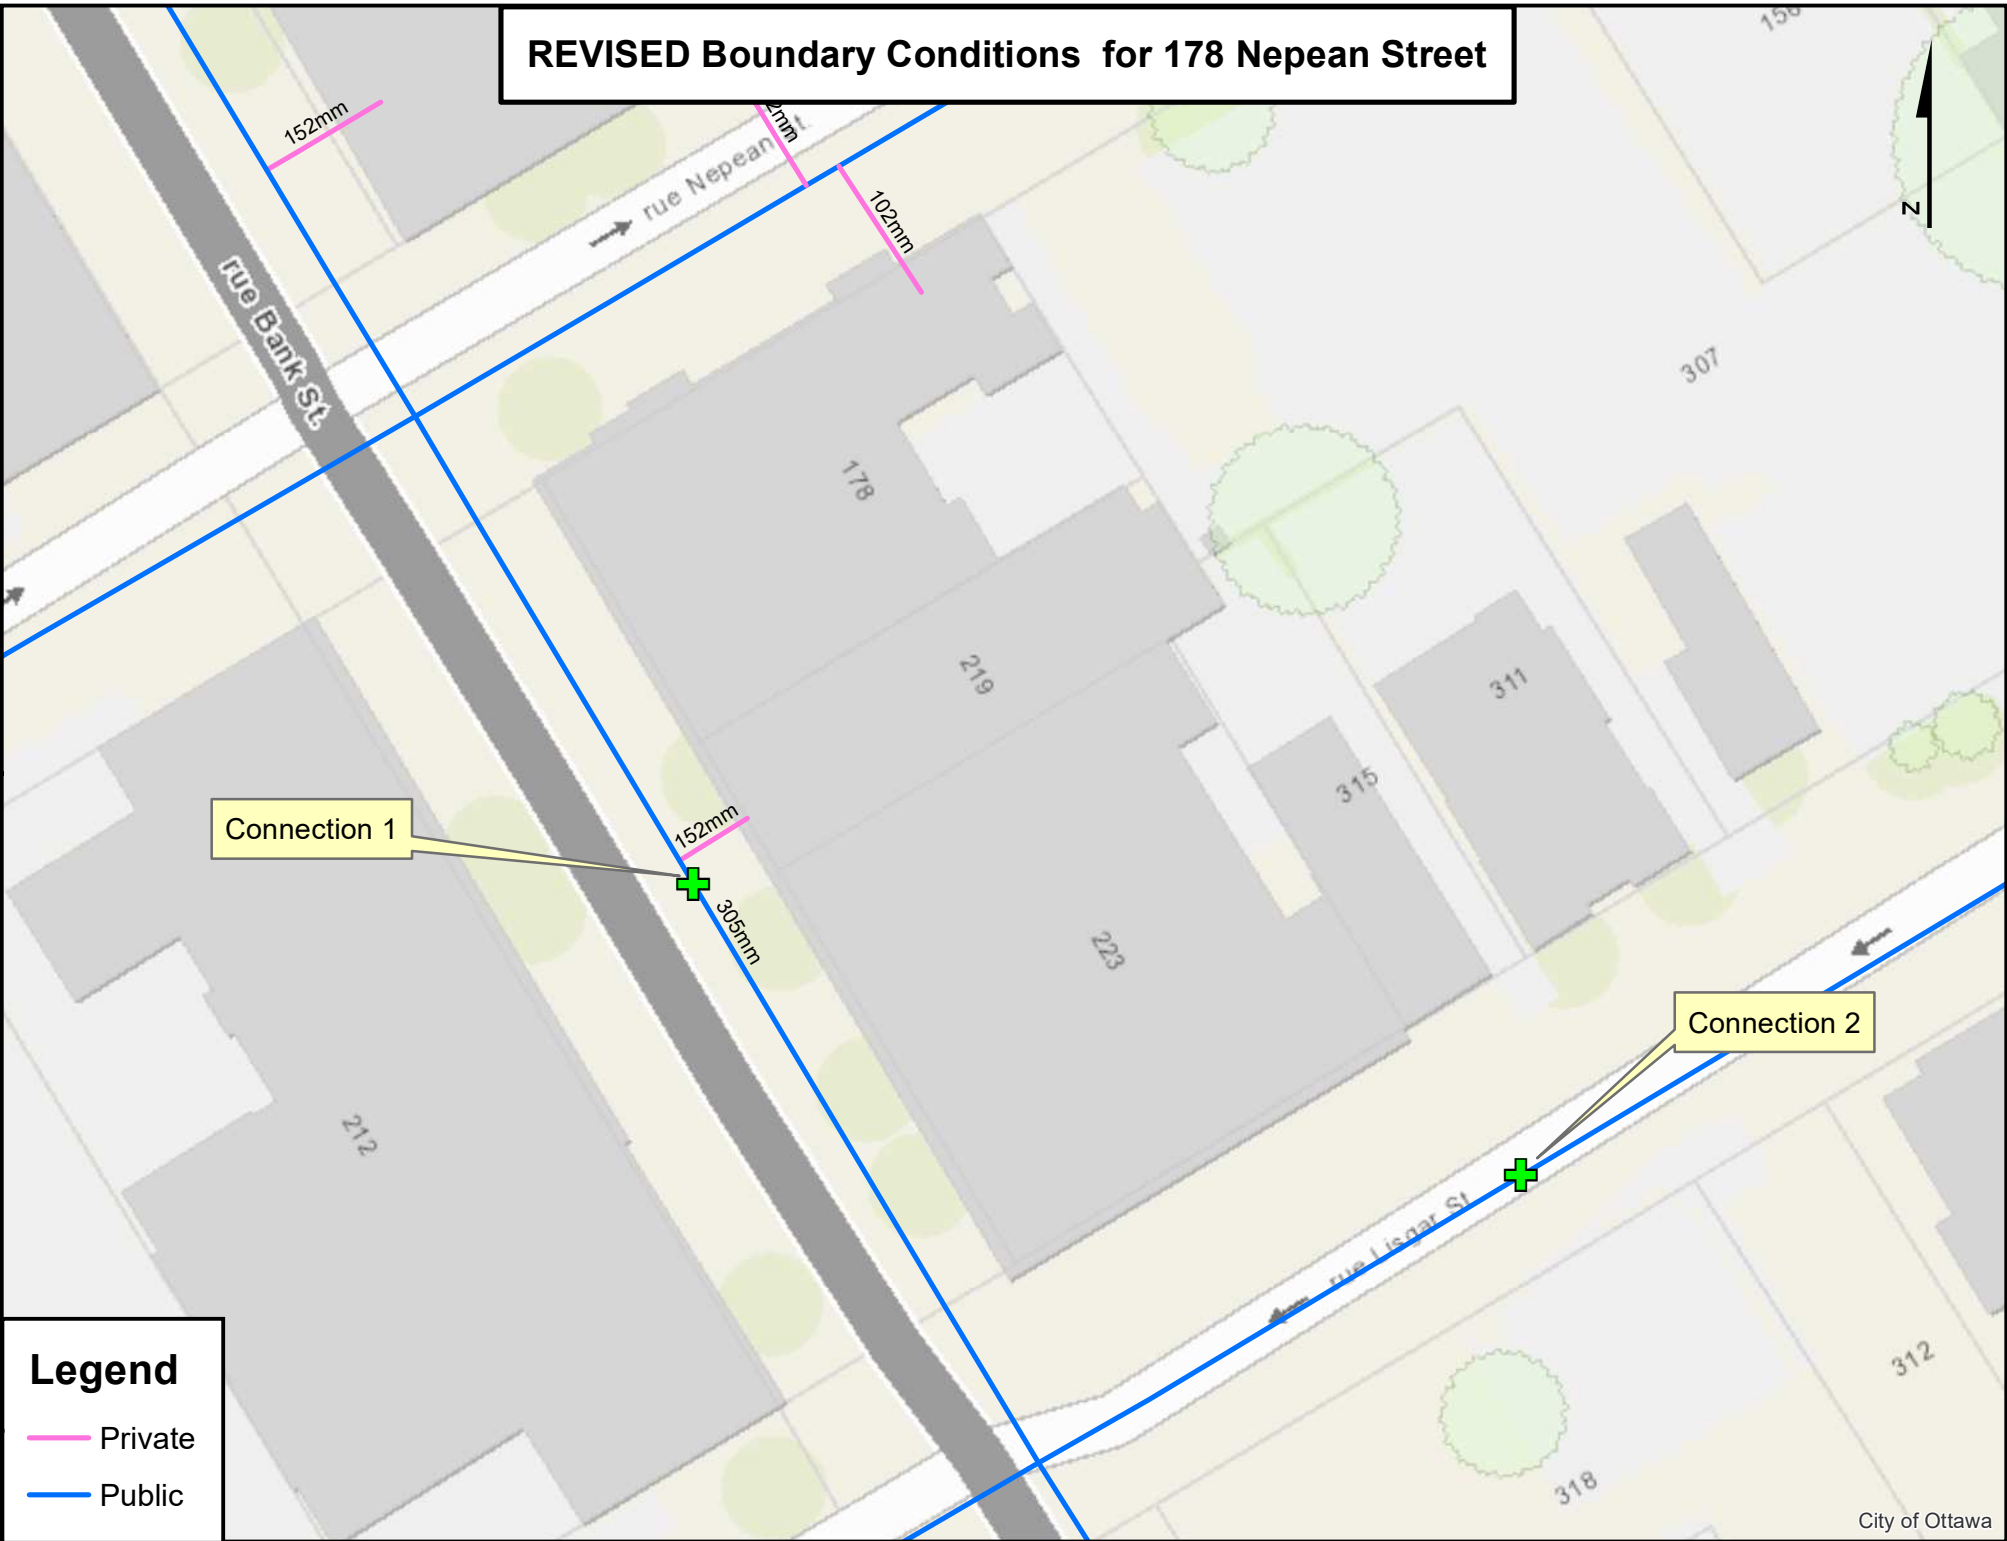 REVISED Boundary Conditions for 178 Nepean Street
152mm
2mm
rue Nepean St.
102mm
N
rue Bank St.
307
178
219
311
315
152mm
Connection 1
305mm
223
Connection 2
212
rue Lisgar St.
312
318
Legend
Private
Public
City of Ottawa